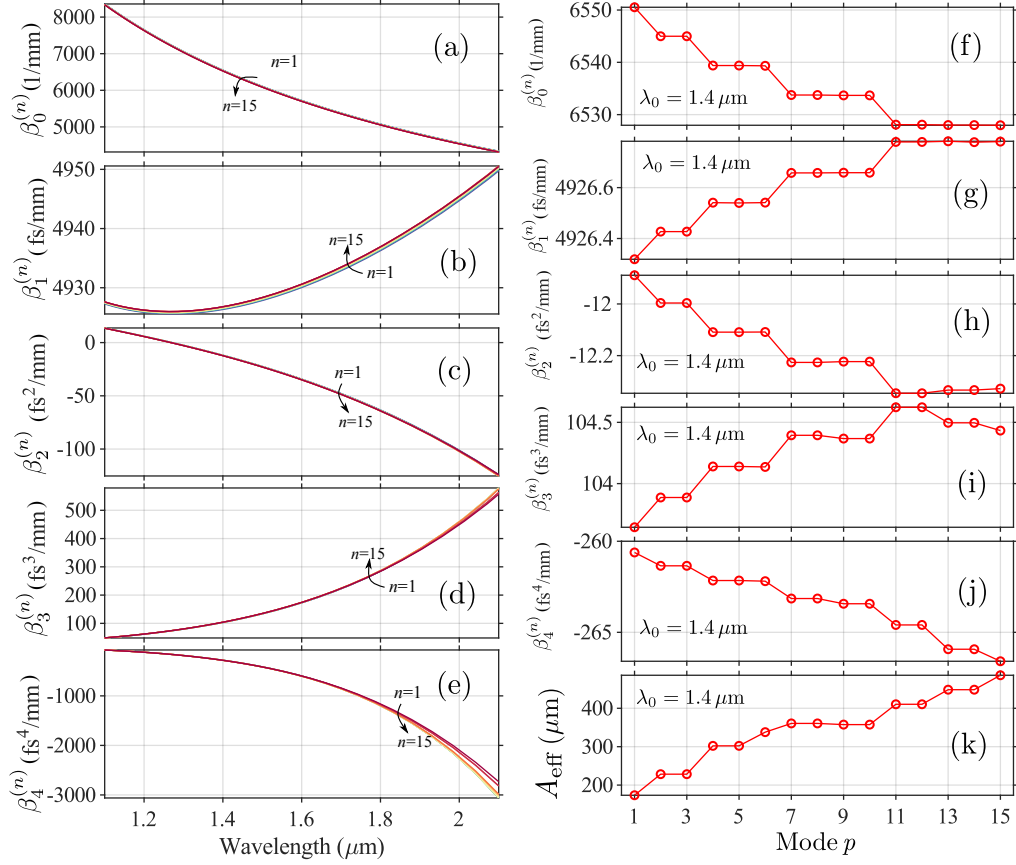 8000
7000
6000
5000
β₀⁽ⁿ⁾ (1/mm)
n=1
n=15
(a)
4950
4940
4930
β₁⁽ⁿ⁾ (fs/mm)
n=15
n=1
(b)
0
-50
-100
β₂⁽ⁿ⁾ (fs²/mm)
n=1
n=15
(c)
500
400
300
200
100
β₃⁽ⁿ⁾ (fs³/mm)
n=15
n=1
(d)
-1000
-2000
-3000
β₄⁽ⁿ⁾ (fs⁴/mm)
n=1
n=15
(e)
1.2 1.4 1.6 1.8 2
Wavelength (μm)
6550
6540
6530
β₀⁽ⁿ⁾ (1/mm)
λ₀ = 1.4 μm
(f)
4926.6
4926.4
β₁⁽ⁿ⁾ (fs/mm)
λ₀ = 1.4 μm
(g)
-12
-12.2
β₂⁽ⁿ⁾ (fs²/mm)
λ₀ = 1.4 μm
(h)
104.5
104
β₃⁽ⁿ⁾ (fs³/mm)
λ₀ = 1.4 μm
(i)
-260
-265
β₄⁽ⁿ⁾ (fs⁴/mm)
λ₀ = 1.4 μm
(j)
400
300
200
A_eff (μm)
λ₀ = 1.4 μm
(k)
1 3 5 7 9 11 13 15
Mode p